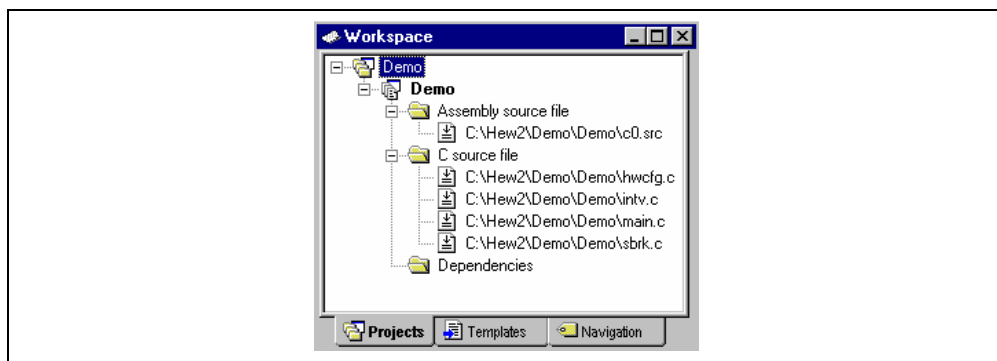 Workspace
Demo
Demo
Assembly source file
C:\Hew2\Demo\Demo\c0.src
C source file
C:\Hew2\Demo\Demo\hwcfg.c
C:\Hew2\Demo\Demo\intv.c
C:\Hew2\Demo\Demo\main.c
C:\Hew2\Demo\Demo\sbrk.c
Dependencies
Projects Templates Navigation